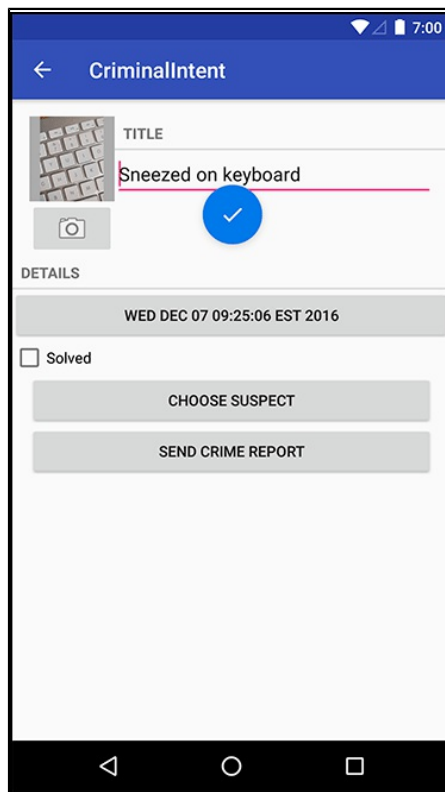 7:00
CriminalIntent
TITLE
Sneezed on keyboard
DETAILS
WED DEC 07 09:25:06 EST 2016
Solved
CHOOSE SUSPECT
SEND CRIME REPORT